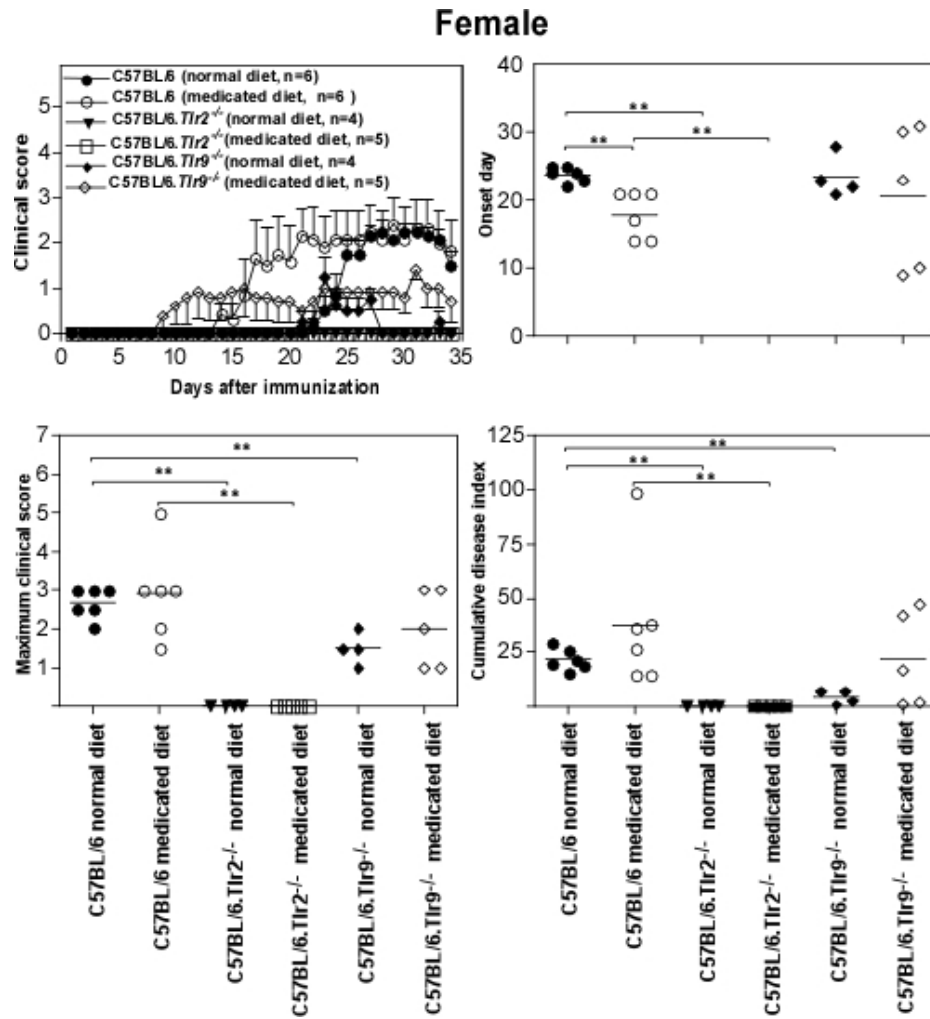 Female
C57BL/6 (normal diet, n=6)
C57BL/6 (medicated diet, n=6 )
C57BL/6.Tlr2-/- (normal diet, n=4)
C57BL/6.Tlr2-/- (medicated diet, n=5)
C57BL/6.Tlr9-/- (normal diet, n=4
C57BL/6.Tlr9-/- (medicated diet, n=5)
Clinical score
5
4
3
2
1
0
0 5 10 15 20 25 30 35
Days after immunization
Onset day
40
30
20
10
0
** ** **
Maximum clinical score
7
6
5
4
3
2
1
** ** **
C57BL/6 normal diet
C57BL/6 medicated diet
C57BL/6.Tlr2-/- normal diet
C57BL/6.Tlr2-/- medicated diet
C57BL/6.Tlr9-/- normal diet
C57BL/6.Tlr9-/- medicated diet
Cumulative disease index
125
100
75
50
25
** ** **
C57BL/6 normal diet
C57BL/6 medicated diet
C57BL/6.Tlr2-/- normal diet
C57BL/6.Tlr2-/- medicated diet
C57BL/6.Tlr9-/- normal diet
C57BL/6.Tlr9-/- medicated diet